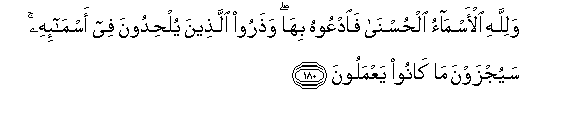 وَلِلَّهِ ٱلْأَسْمَآءُ ٱلْحُسْنَىٰ فَٱدْعُوهُ بِهَا ۖ وَذَرُوا۟ ٱلَّذِينَ يُلْحِدُونَ فِىٓ أَسْمَـٰٓئِهِۦ ۚ
سَيُجْزَوْنَ مَا كَانُوا۟ يَعْمَلُونَ ١٨٠